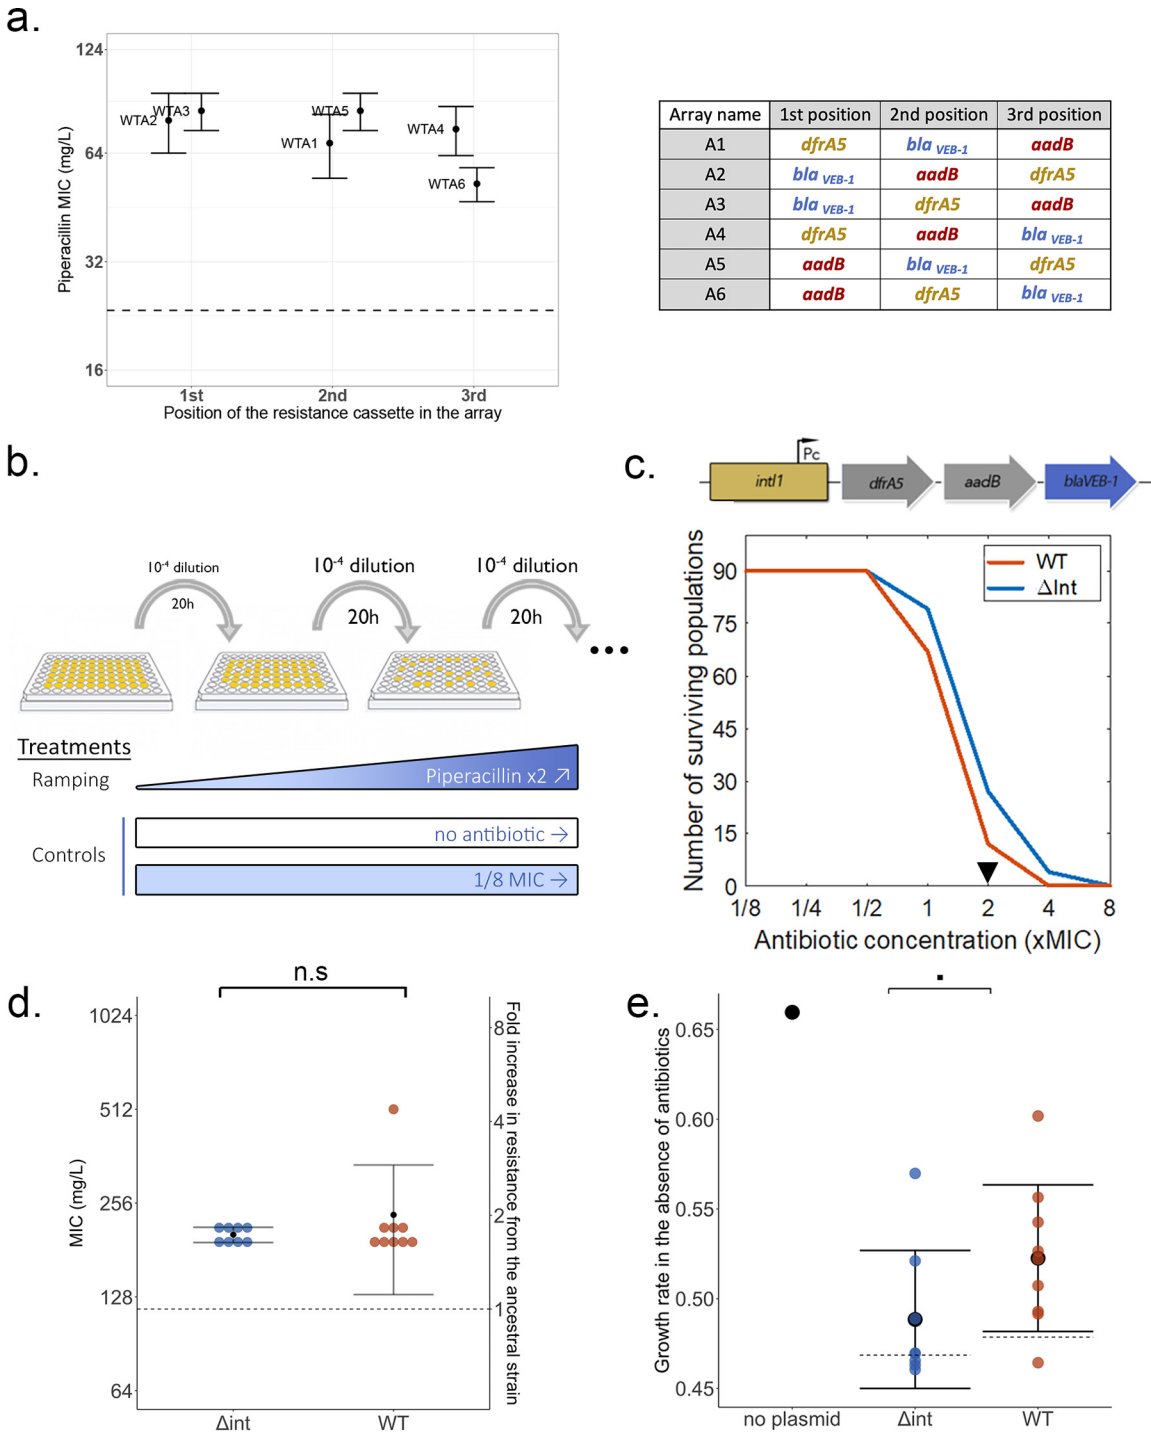 a.
124
64
32
16
WTA2
WTA3
WTA1
WTA5
WTA4
WTA6
Piperacillin MIC (mg/L)
1st
2nd
3rd
Position of the resistance cassette in the array
Array name 1st position 2nd position 3rd position
A1 dfrA5 bla VEB-1 aadB
A2 bla VEB-1 aadB dfrA5
A3 bla VEB-1 dfrA5 aadB
A4 dfrA5 aadB bla VEB-1
A5 aadB bla VEB-1 dfrA5
A6 aadB dfrA5 bla VEB-1
b.
10-4 dilution
20h
10-4 dilution
20h
10-4 dilution
20h
•••
Treatments
Ramping
Piperacillin x2 ↗
Controls
no antibiotic →
1/8 MIC →
c.
Pc
intI1
dfrA5
aadB
blaVEB-1
WT
ΔInt
90
75
60
45
30
15
0
Number of surviving populations
1/8
1/4
1/2
1
2
4
8
Antibiotic concentration (xMIC)
d.
n.s
1024
512
256
128
64
MIC (mg/L)
8
4
2
1
Fold increase in resistance from the ancestral strain
Δint
WT
e.
.
0.65
0.60
0.55
0.50
0.45
Growth rate in the absence of antibiotics
no plasmid
Δint
WT